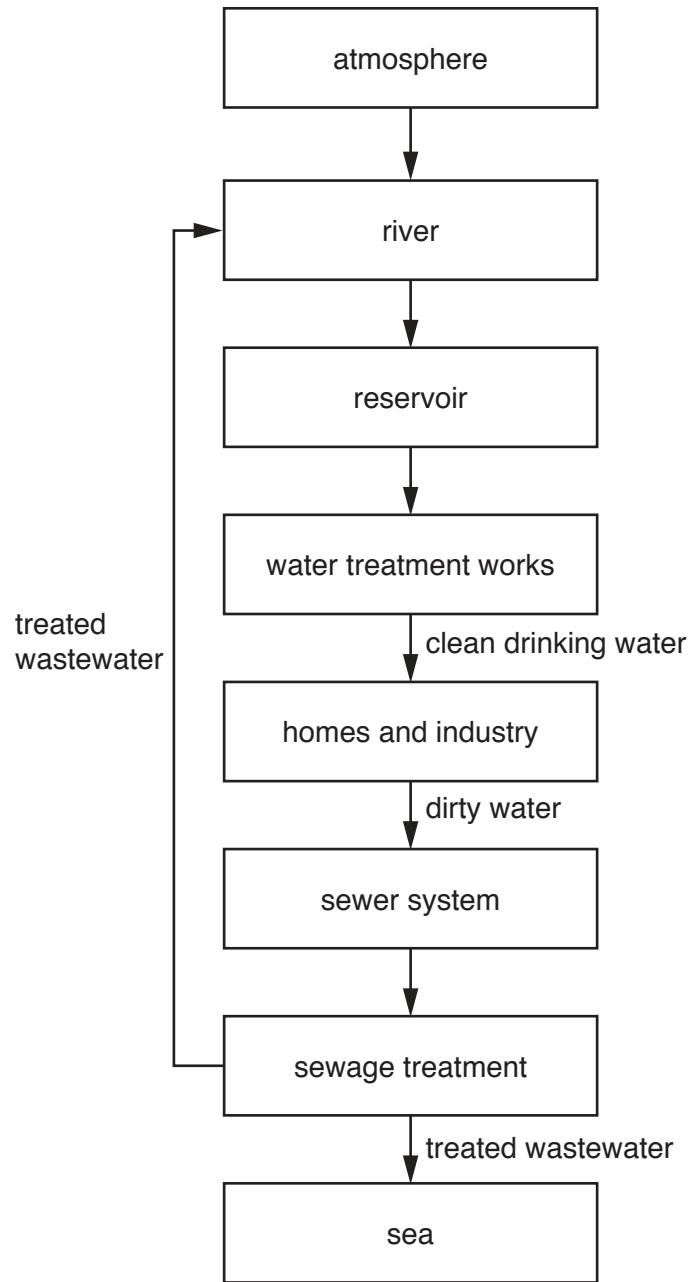 atmosphere
river
reservoir
water treatment works
treated
wastewater
clean drinking water
homes and industry
dirty water
sewer system
sewage treatment
treated wastewater
sea